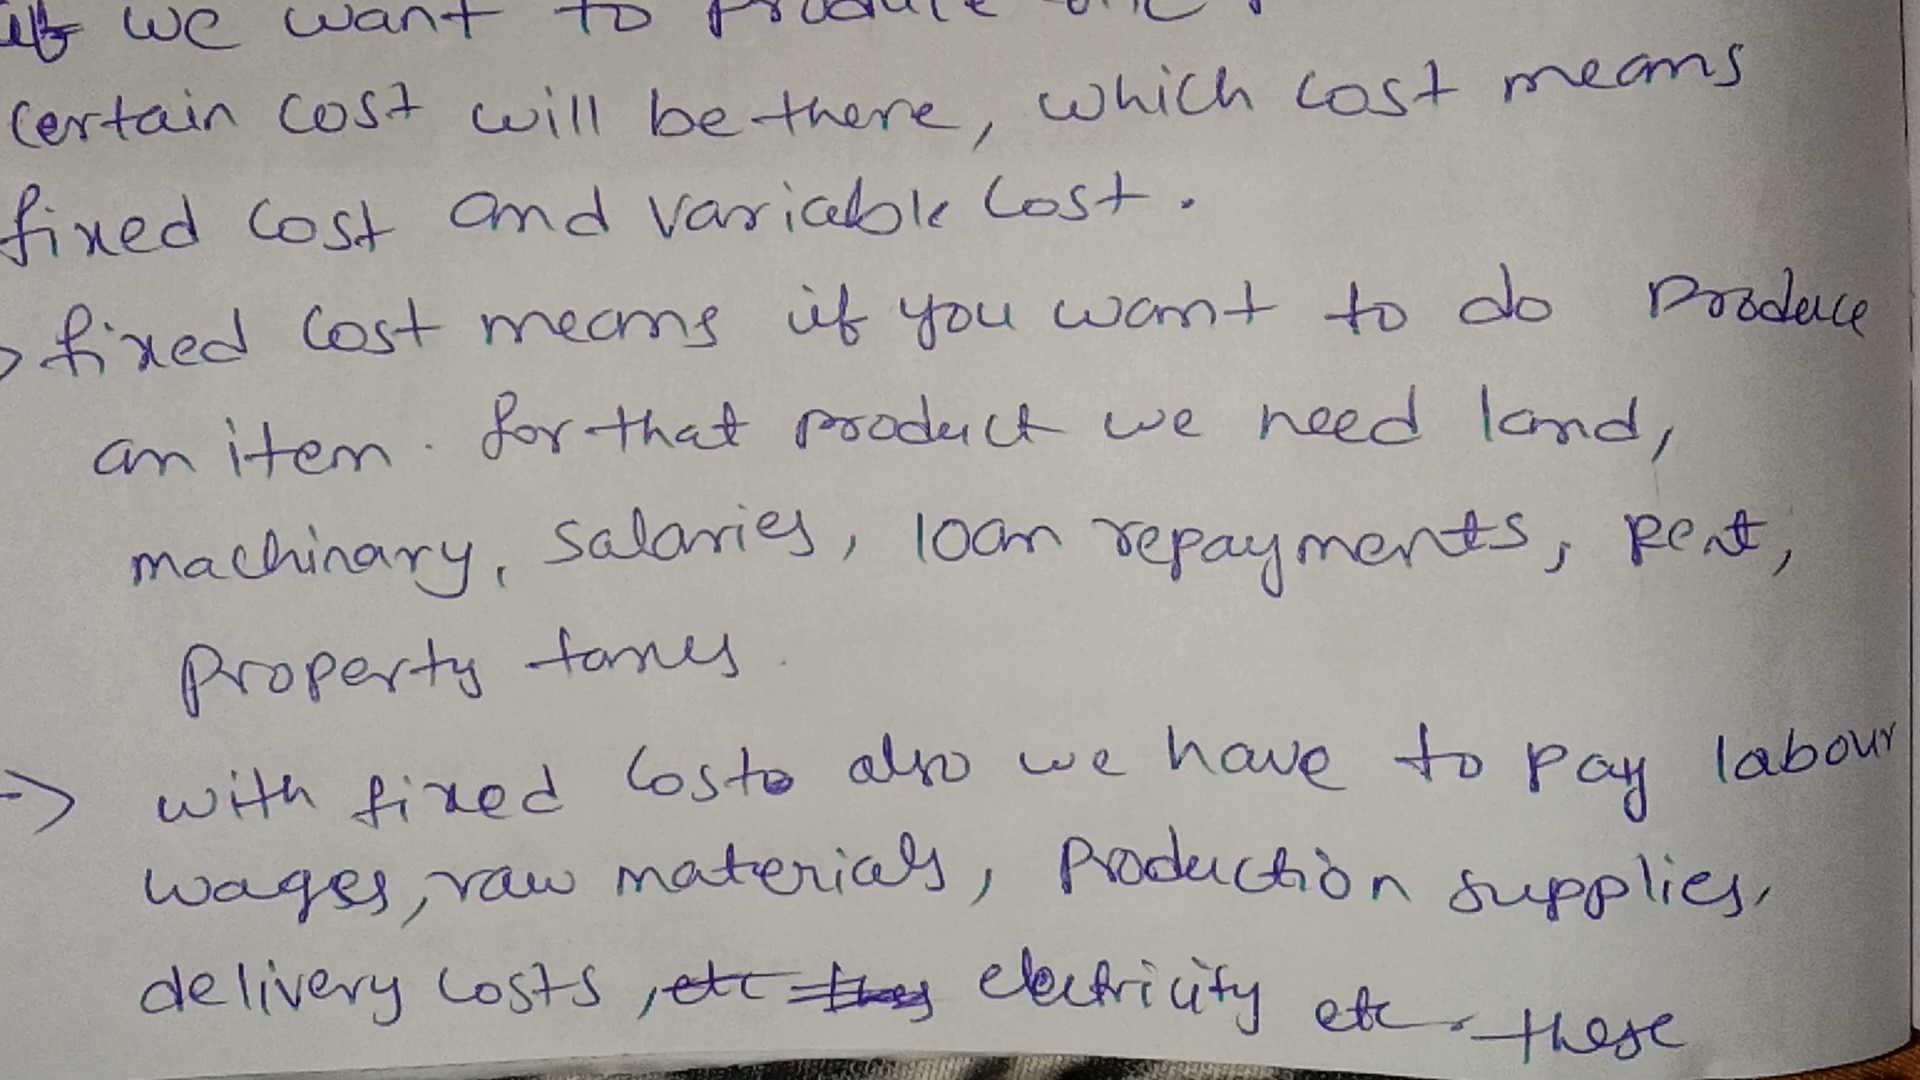 if we want to produce
certain cost will be there, which cost means
fixed cost and variable cost.
fixed cost means if you want to do produce
an item. for that product we need land,
machinary, salaries, loan repayments, Rent,
property taxes.
-> with fixed costs also we have to pay labour
wages, raw materials, production supplies,
delivery costs, etc electricity etc. these